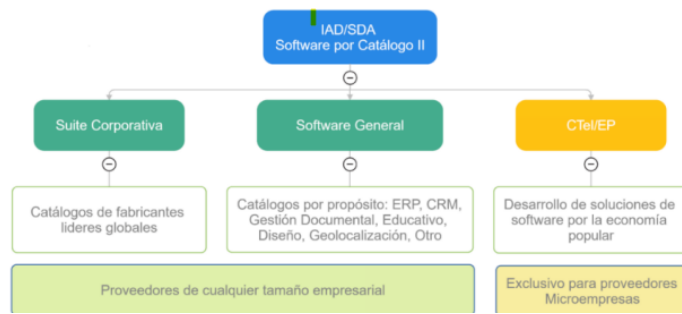 IAD/SDA
Software por Catálogo II
Suite Corporativa
Software General
CTeI/EP
Catálogos de fabricantes
lideres globales
Catálogos por propósito: ERP, CRM,
Gestión Documental, Educativo,
Diseño, Geolocalización, Otro
Desarrollo de soluciones de
software por la economía
popular
Proveedores de cualquier tamaño empresarial
Exclusivo para proveedores
Microempresas